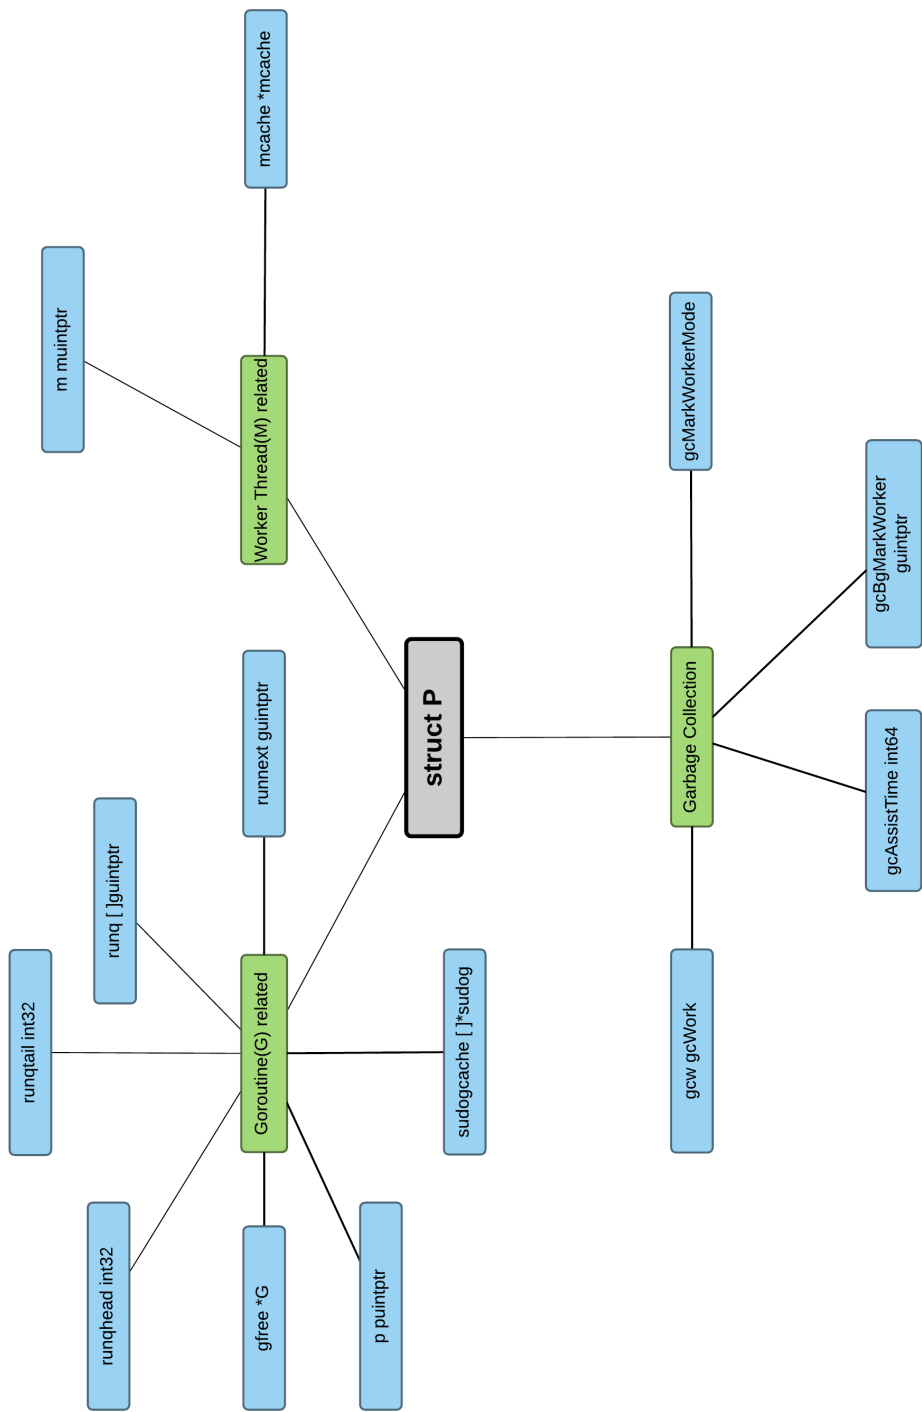 runqhead int32
runqtail int32
runq [ ]guintptr
m muintptr
gfree *G
Goroutine(G) related
runnext guintptr
Worker Thread(M) related
mcache *mcache
p puintptr
sudogcache [ ]*sudog
struct P
gcw gcWork
Garbage Collection
gcMarkWorkerMode
gcAssistTime int64
gcBgMarkWorker
guintptr